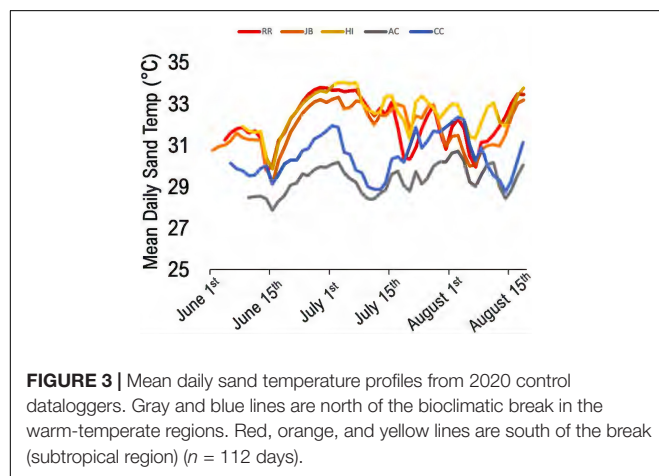 RR JB HI AC CC
Mean Daily Sand Temp (°C)
35
33
31
29
27
25
June 1st
June 15th
July 1st
July 15th
August 1st
August 15th
FIGURE 3 | Mean daily sand temperature profiles from 2020 control
dataloggers. Gray and blue lines are north of the bioclimatic break in the
warm-temperate regions. Red, orange, and yellow lines are south of the break
(subtropical region) (n = 112 days).